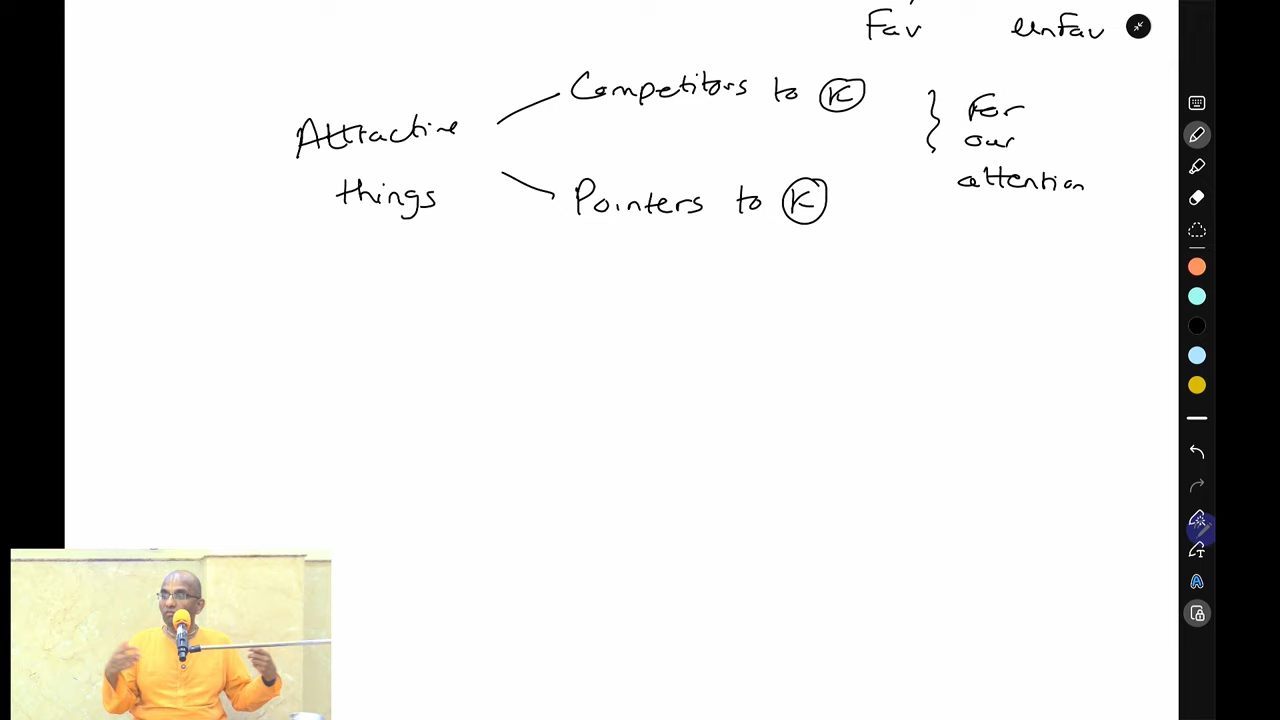 Fav unfav
Competitors to K
Attractive
things
Pointers to K
} For
our
attention